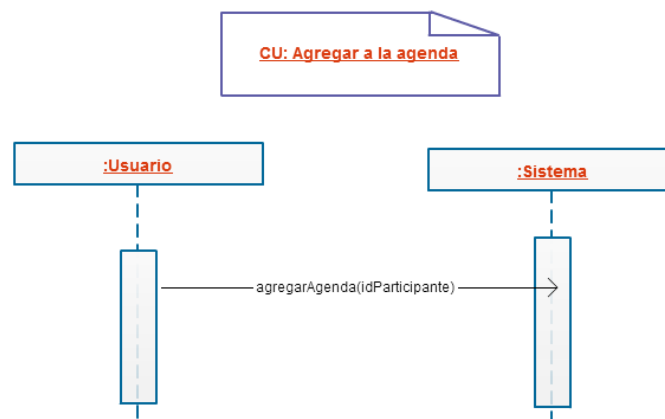 CU: Agregar a la agenda
:Usuario
:Sistema
agregarAgenda(idParticipante)